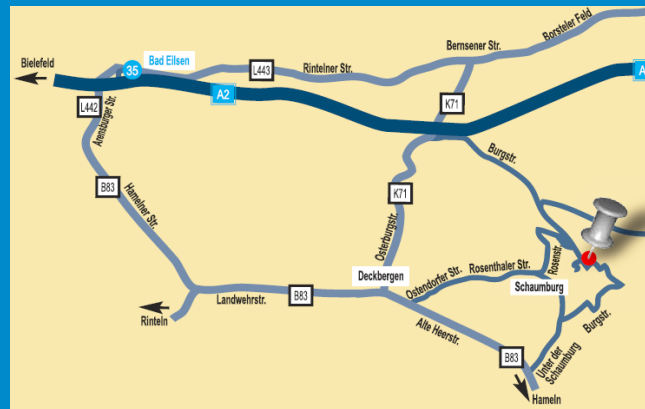 Borsteler Feld
Bernsener Str.
Bielefeld
Bad Eilsen
35
L443
Rintelner Str.
A2
A
L442
Arensburger Str.
K71
Burgstr.
B83
Hamelner Str.
K71
Osterburgstr.
Rosenstr.
Deckbergen
Ostendorfer Str.
Rosenthaler Str.
Schaumburg
Landwehrstr.
B83
Rinteln
Alte Heerstr.
Burgstr.
B83
Unter der
Schaumburg
Hameln